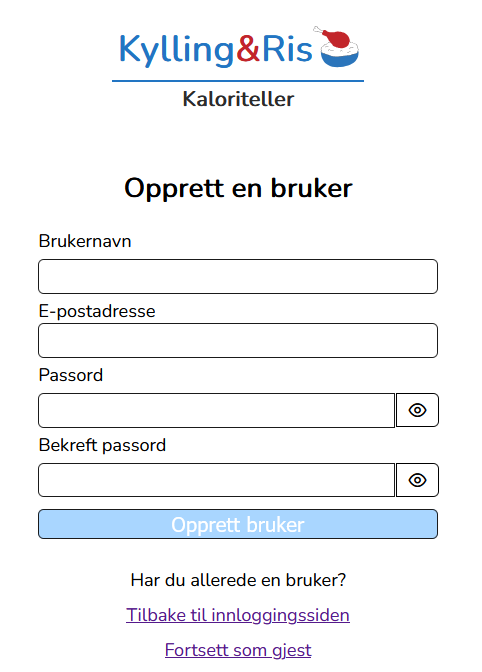 Kylling&Ris
Kaloriteller
Opprett en bruker
Brukernavn
E-postadresse
Passord
Bekreft passord
Opprett bruker
Har du allerede en bruker?
Tilbake til innloggingssiden
Fortsett som gjest